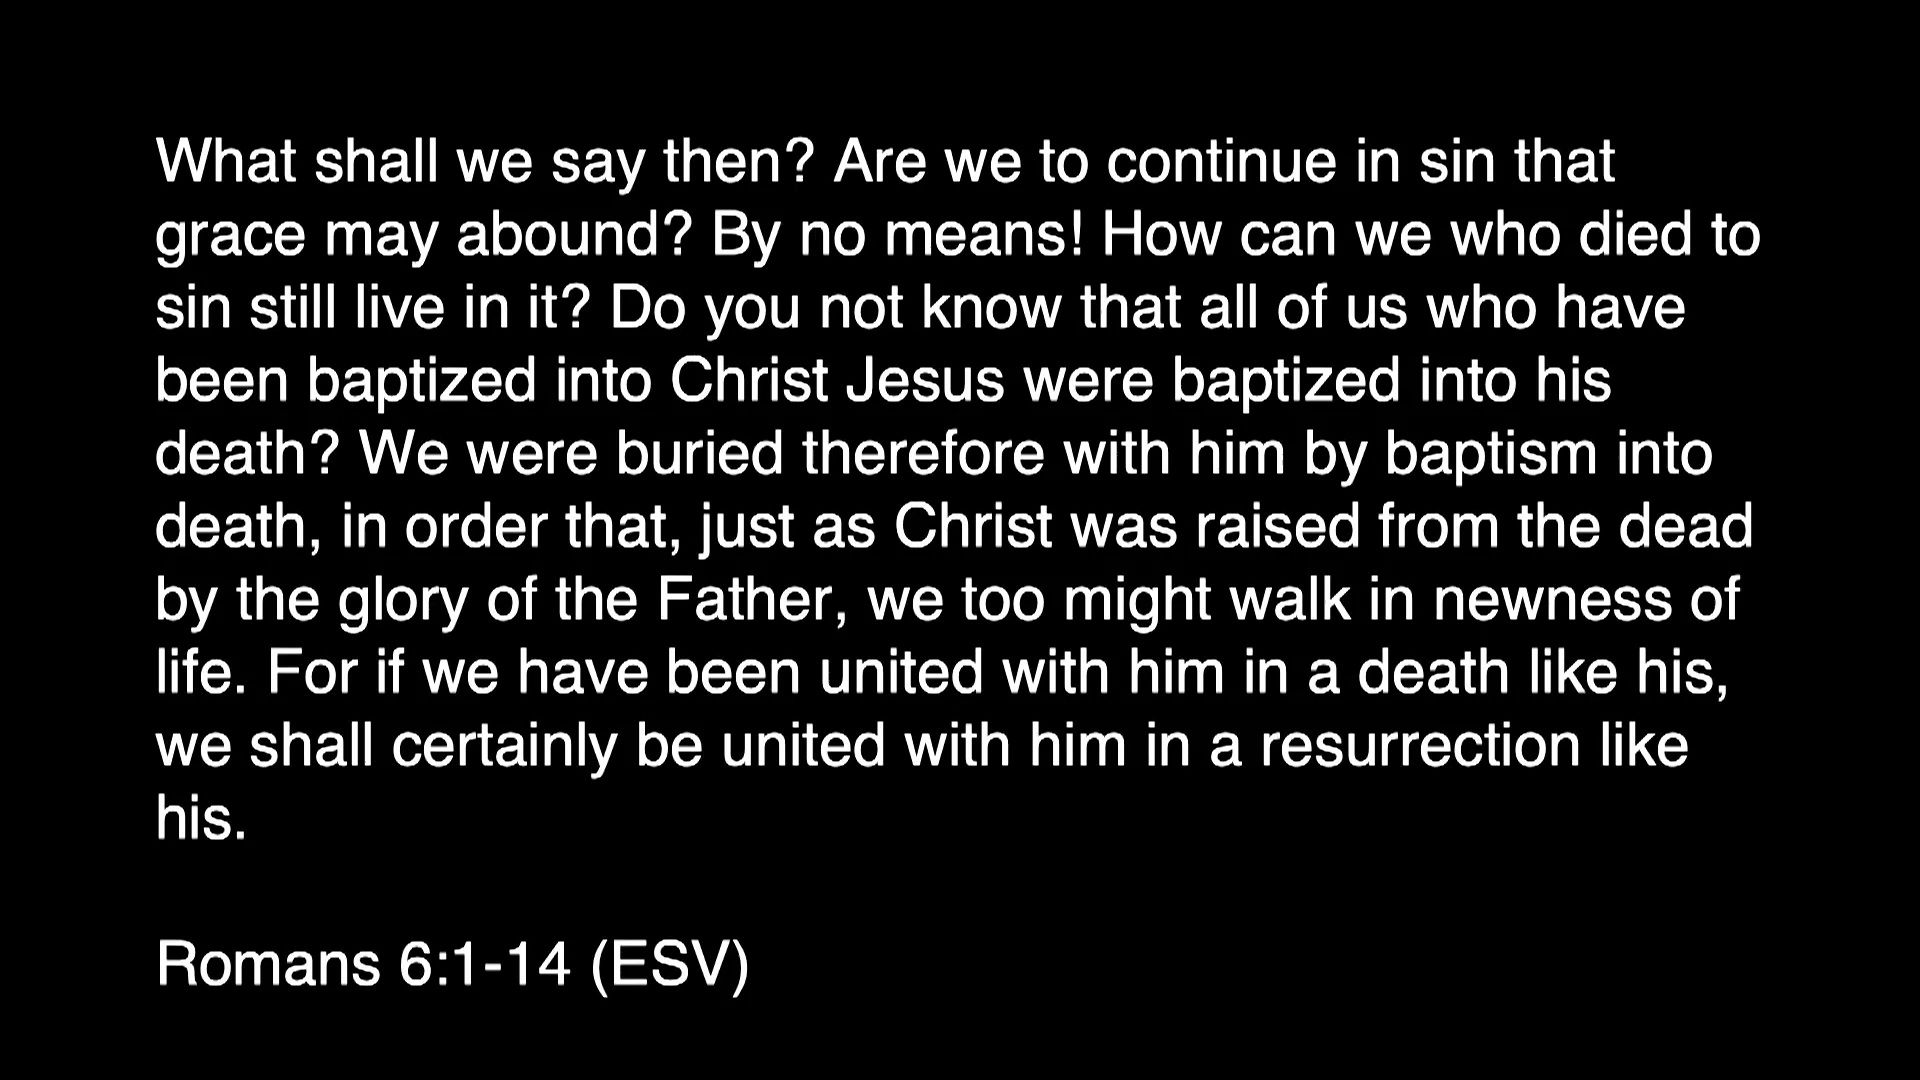 What shall we say then? Are we to continue in sin that
grace may abound? By no means! How can we who died to
sin still live in it? Do you not know that all of us who have
been baptized into Christ Jesus were baptized into his
death? We were buried therefore with him by baptism into
death, in order that, just as Christ was raised from the dead
by the glory of the Father, we too might walk in newness of
life. For if we have been united with him in a death like his,
we shall certainly be united with him in a resurrection like
his.
Romans 6:1-14 (ESV)